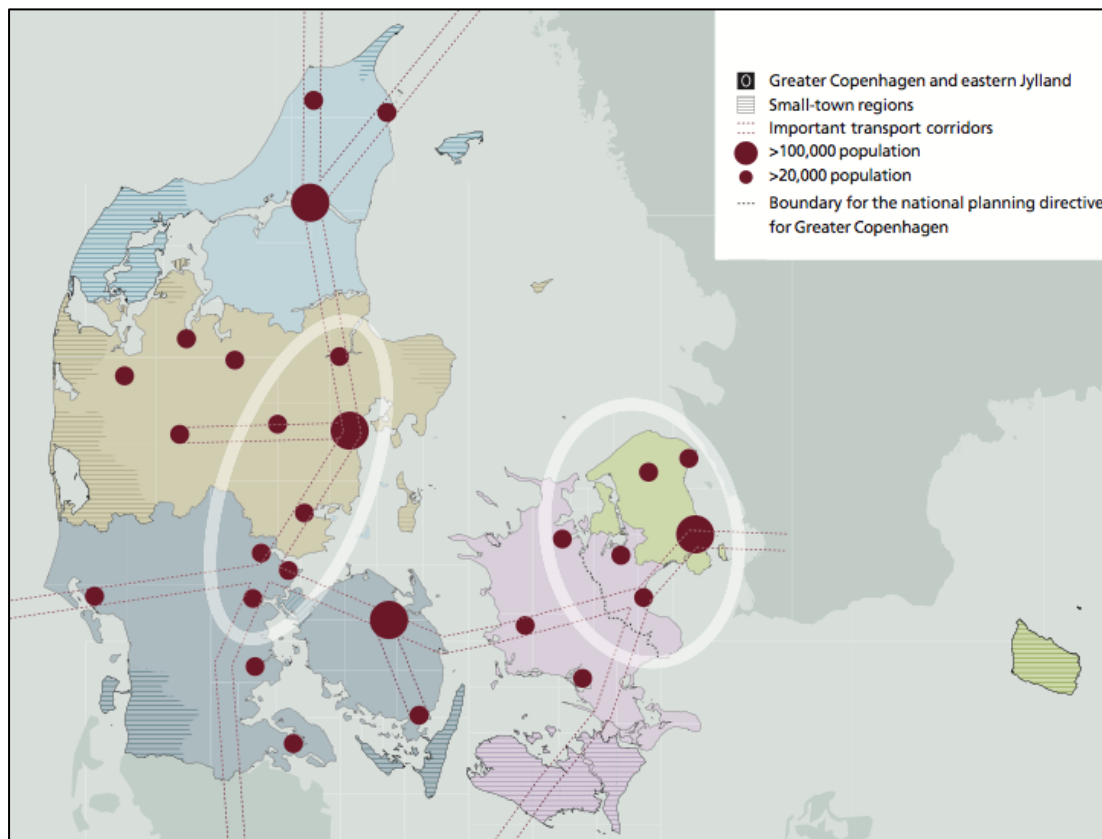 Greater Copenhagen and eastern Jylland
Small-town regions
Important transport corridors
>100,000 population
>20,000 population
Boundary for the national planning directive
for Greater Copenhagen